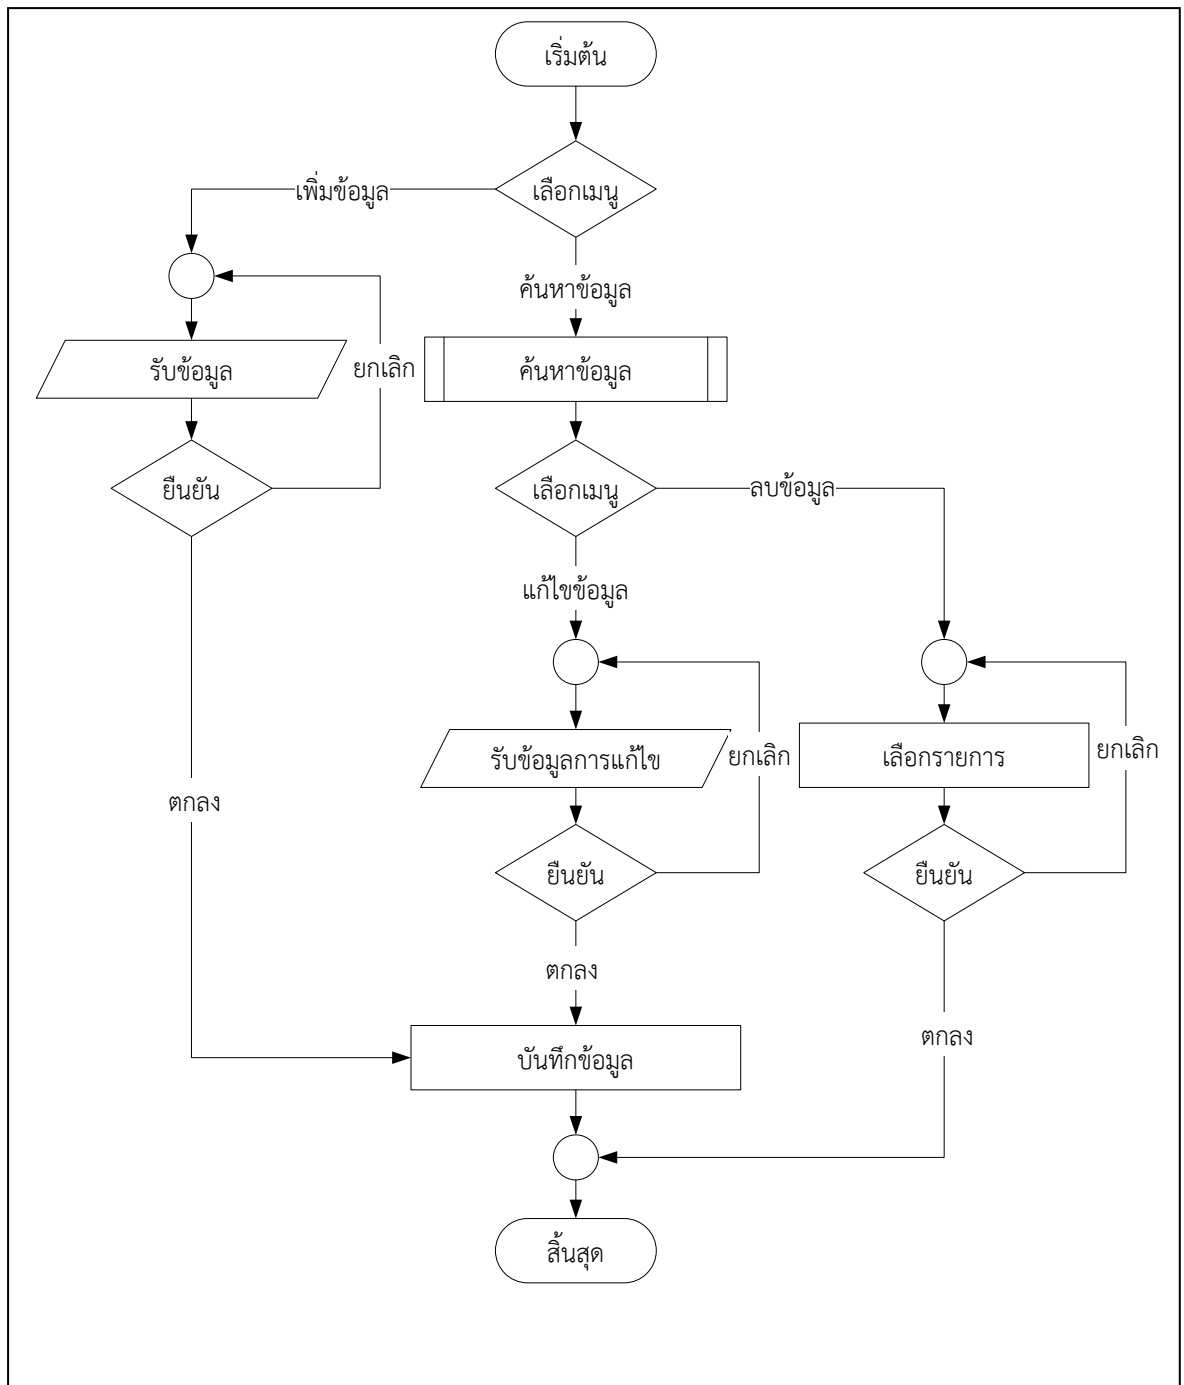 เริ่มต้น
เลือกเมนู
เพิ่มข้อมูล
ค้นหาข้อมูล
รับข้อมูล
ยกเลิก
ค้นหาข้อมูล
ยืนยัน
เลือกเมนู
ลบข้อมูล
แก้ไขข้อมูล
รับข้อมูลการแก้ไข
ยกเลิก
เลือกรายการ
ยกเลิก
ตกลง
ยืนยัน
ยืนยัน
ตกลง
ตกลง
บันทึกข้อมูล
สิ้นสุด